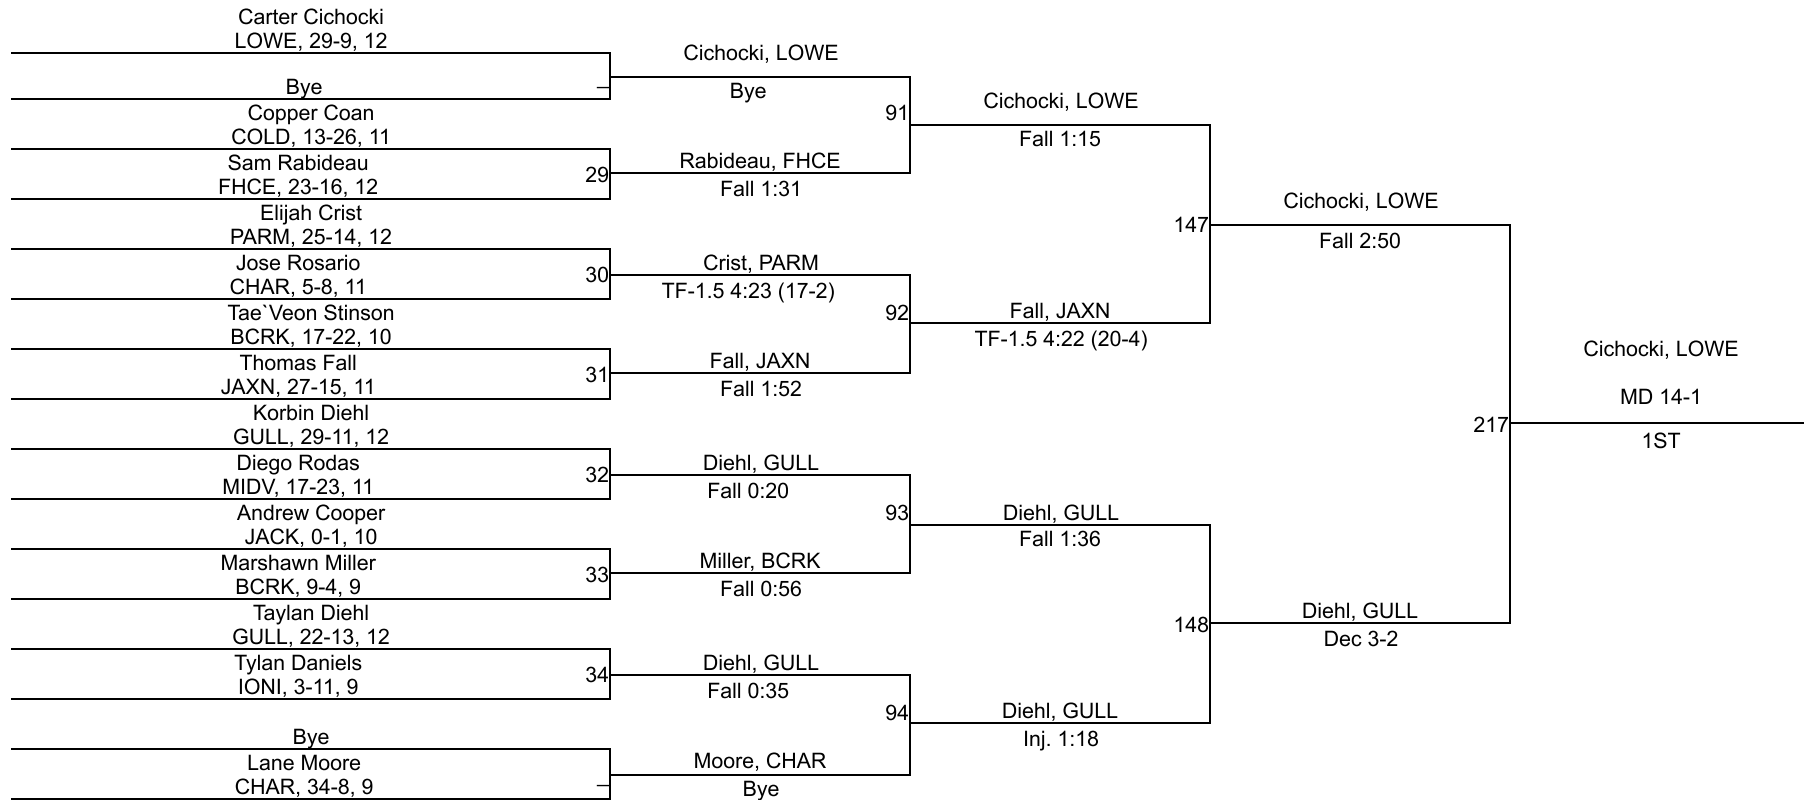 Carter Cichocki
LOWE, 29-9, 12
Bye
Copper Coan
COLD, 13-26, 11
Sam Rabideau
FHCE, 23-16, 12
29
Elijah Crist
PARM, 25-14, 12
Jose Rosario
CHAR, 5-8, 11
30
Tae`Veon Stinson
BCRK, 17-22, 10
Thomas Fall
JAXN, 27-15, 11
31
Korbin Diehl
GULL, 29-11, 12
Diego Rodas
MIDV, 17-23, 11
32
Andrew Cooper
JACK, 0-1, 10
Marshawn Miller
BCRK, 9-4, 9
33
Taylan Diehl
GULL, 22-13, 12
Tylan Daniels
IONI, 3-11, 9
34
Bye
Lane Moore
CHAR, 34-8, 9
Cichocki, LOWE
Bye
91
Rabideau, FHCE
Fall 1:31
Crist, PARM
TF-1.5 4:23 (17-2)
92
Fall, JAXN
Fall 1:52
Diehl, GULL
Fall 0:20
93
Miller, BCRK
Fall 0:56
Diehl, GULL
Fall 0:35
94
Moore, CHAR
Bye
Cichocki, LOWE
Fall 1:15
147
Fall, JAXN
TF-1.5 4:22 (20-4)
Diehl, GULL
Fall 1:36
148
Diehl, GULL
Inj. 1:18
Cichocki, LOWE
Fall 2:50
217
Diehl, GULL
Dec 3-2
Cichocki, LOWE
MD 14-1
1ST